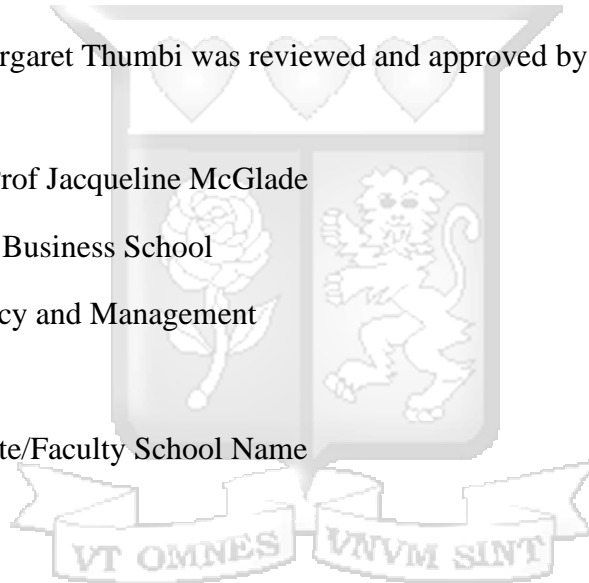 rgaret Thumbi was reviewed and approved by
rof Jacqueline McGlade
Business School
cy and Management
te/Faculty School Name
VT OMNES VNVM SINT